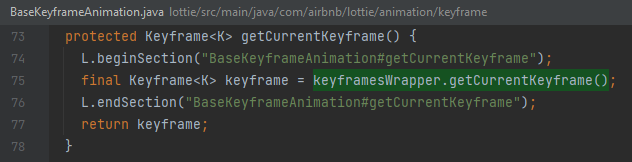 BaseKeyframeAnimation.java lottie/src/main/java/com/airbnb/lottie/animation/keyframe
73 protected Keyframe<K> getCurrentKeyframe() {
74 L.beginSection("BaseKeyframeAnimation#getCurrentKeyframe");
75 final Keyframe<K> keyframe = keyframesWrapper.getCurrentKeyframe();
76 L.endSection("BaseKeyframeAnimation#getCurrentKeyframe");
77 return keyframe;
78 }